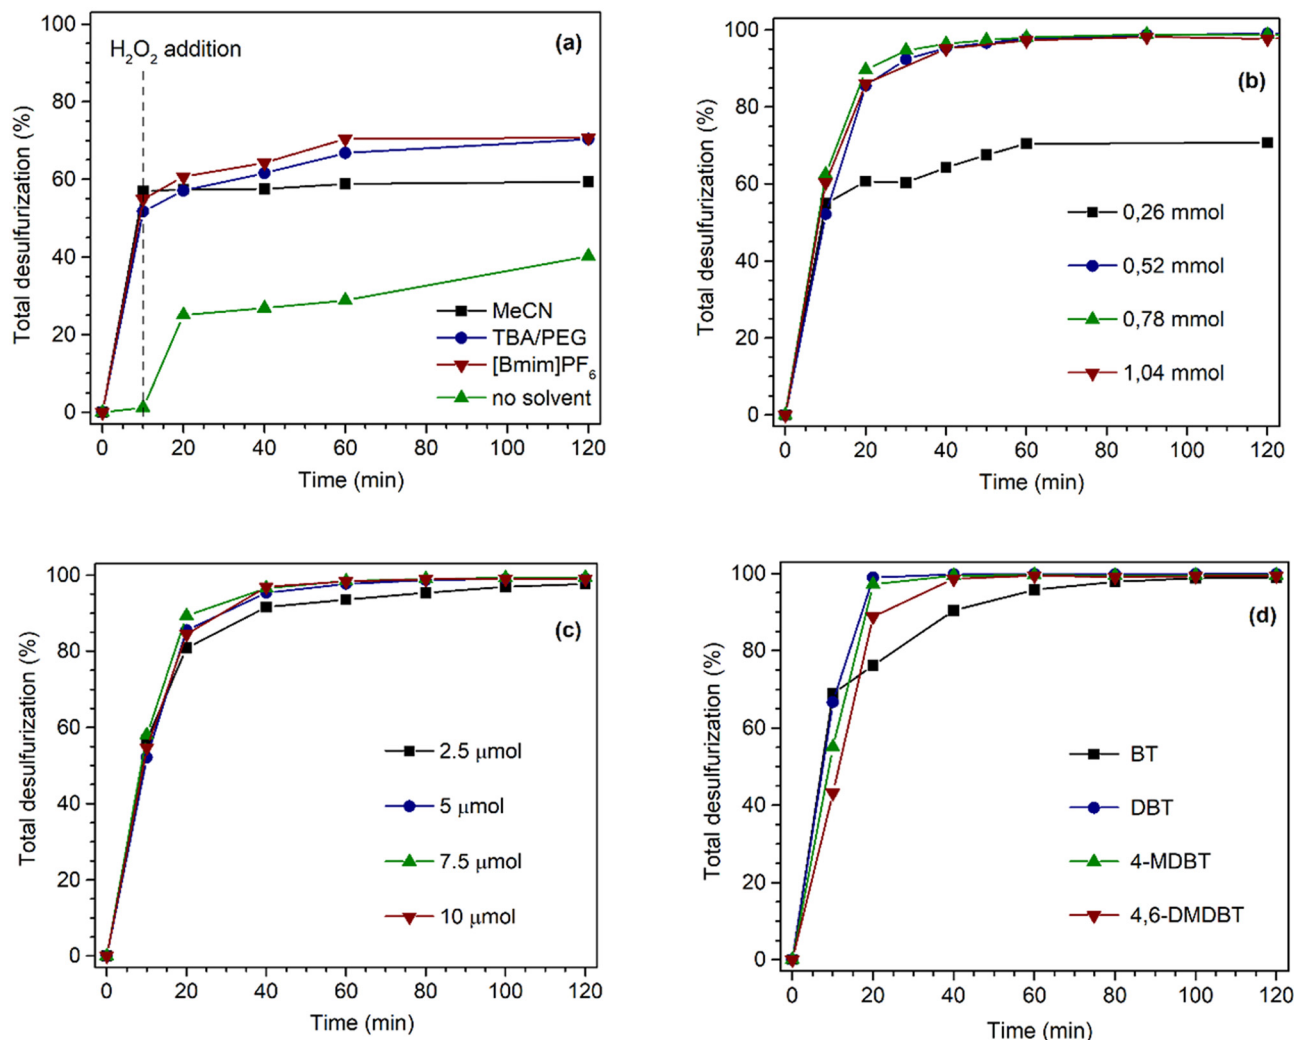 (a)
H₂O₂ addition
Total desulfurization (%)
100
80
60
40
20
0
MeCN
TBA/PEG
[Bmim]PF₆
no solvent
0 20 40 60 80 100 120
Time (min)
(b)
Total desulfurization (%)
100
80
60
40
20
0
0,26 mmol
0,52 mmol
0,78 mmol
1,04 mmol
0 20 40 60 80 100 120
Time (min)
(c)
Total desulfurization (%)
100
80
60
40
20
0
2.5 μmol
5 μmol
7.5 μmol
10 μmol
0 20 40 60 80 100 120
Time (min)
(d)
Total desulfurization (%)
100
80
60
40
20
0
BT
DBT
4-MDBT
4,6-DMDBT
0 20 40 60 80 100 120
Time (min)